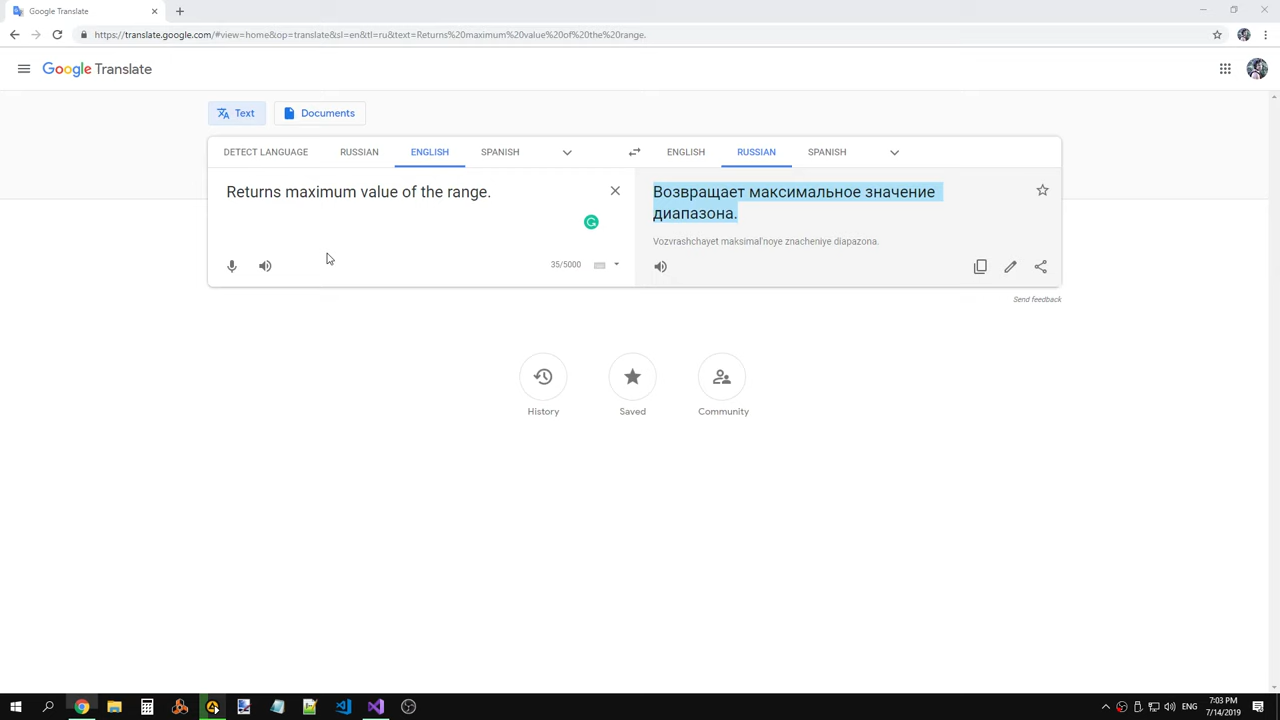 Google Translate
https://translate.google.com/#view=home&op=translate&sl=en&tl=ru&text=Returns%20maximum%20value%20of%20the%20range.
Google Translate
Text
Documents
DETECT LANGUAGE RUSSIAN ENGLISH SPANISH
ENGLISH RUSSIAN SPANISH
Returns maximum value of the range.
Возвращает максимальное значение
диапазона.
Vozvrashchayet maksimal'noye znacheniye diapazona.
35/5000
Send feedback
History
Saved
Community
ENG
7:03 PM
7/14/2019